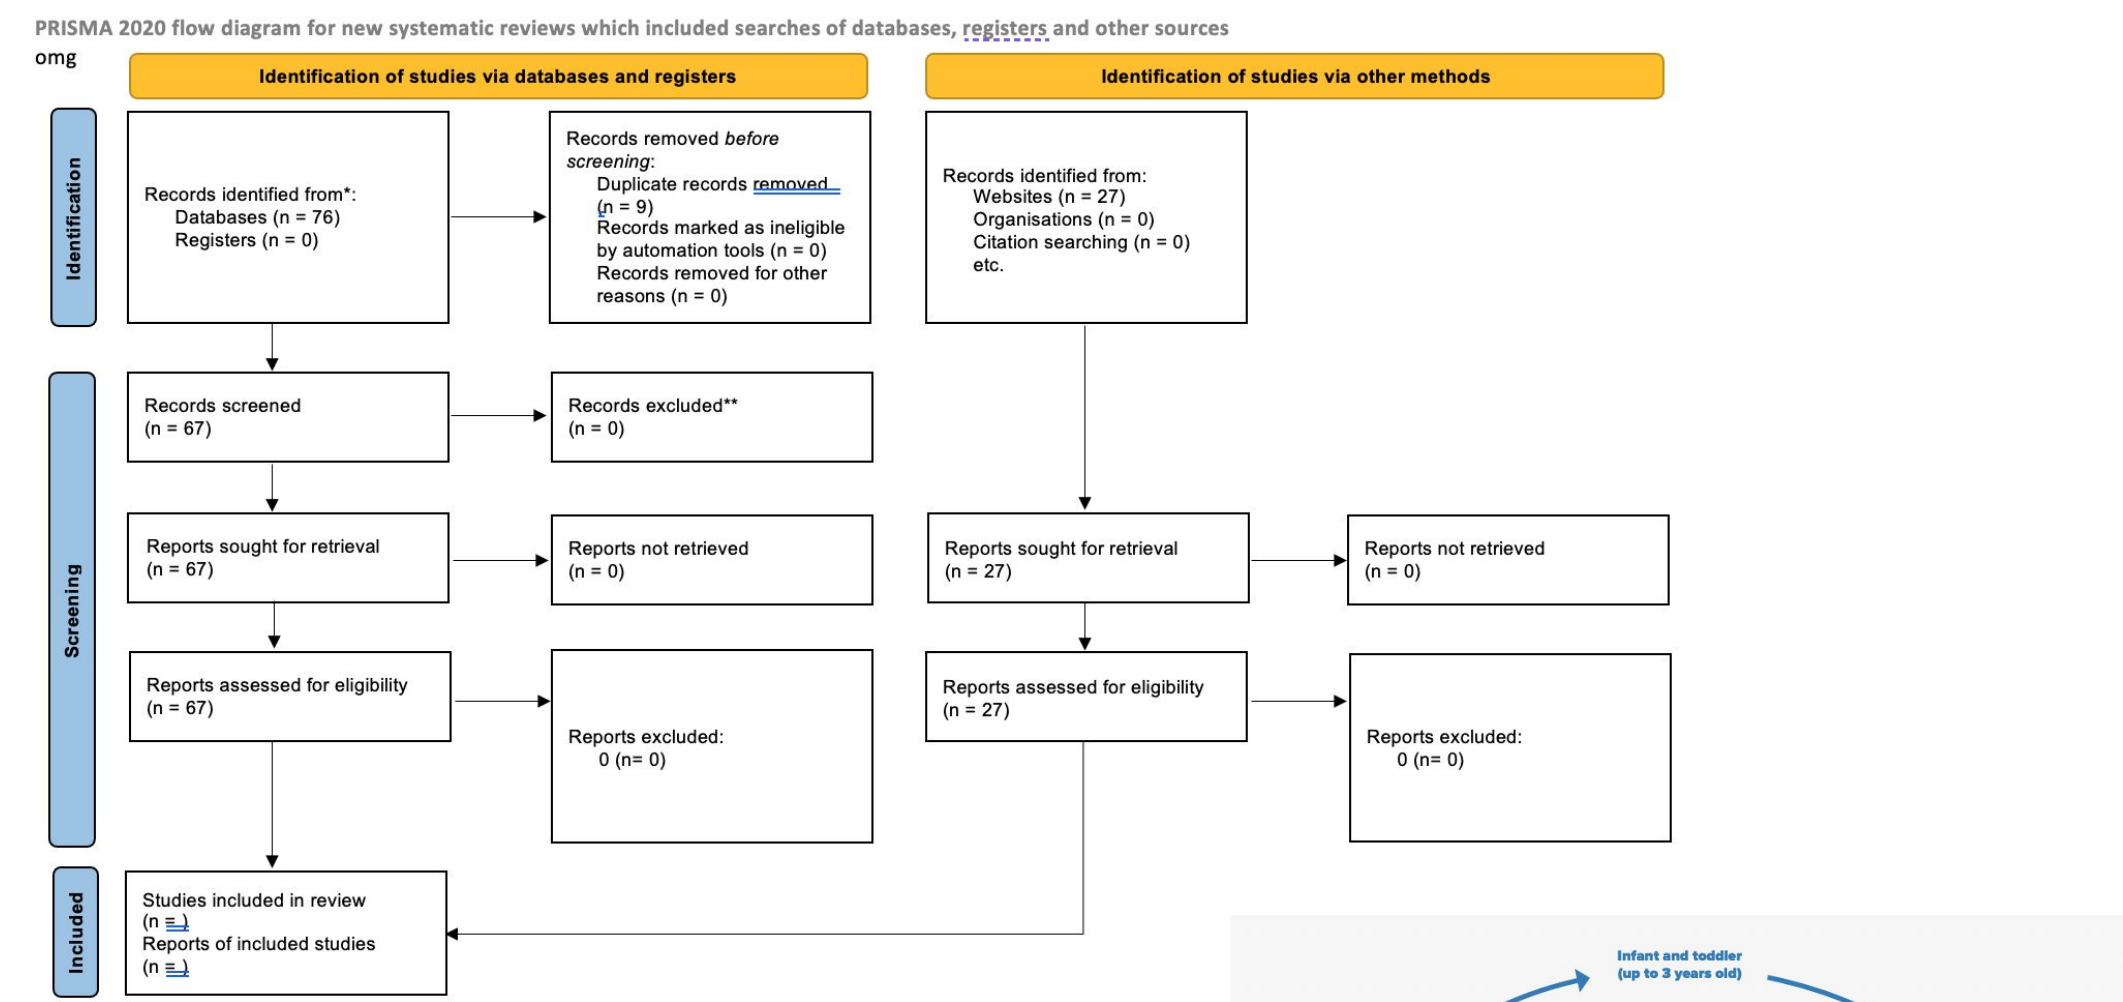 PRISMA 2020 flow diagram for new systematic reviews which included searches of databases, registers and other sources
omg
Identification of studies via databases and registers
Identification of studies via other methods
Identification
Records identified from*:
Databases (n = 76)
Registers (n = 0)
Records removed before
screening:
Duplicate records removed
(n = 9)
Records marked as ineligible
by automation tools (n = 0)
Records removed for other
reasons (n = 0)
Records identified from:
Websites (n = 27)
Organisations (n = 0)
Citation searching (n = 0)
etc.
Screening
Records screened
(n = 67)
Records excluded**
(n = 0)
Reports sought for retrieval
(n = 67)
Reports not retrieved
(n = 0)
Reports sought for retrieval
(n = 27)
Reports not retrieved
(n = 0)
Reports assessed for eligibility
(n = 67)
Reports excluded:
0 (n= 0)
Reports assessed for eligibility
(n = 27)
Reports excluded:
0 (n= 0)
Included
Studies included in review
(n = )
Reports of included studies
(n = )
Infant and toddler
(up to 3 years old)